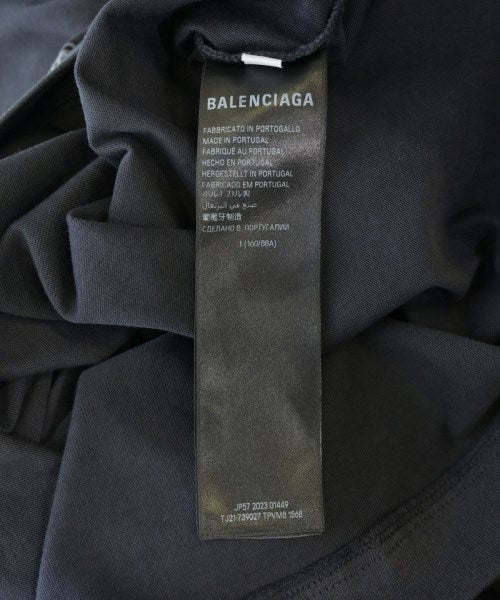 BALENCIAGA
FABBRICATO IN PORTOGALLO
MADE IN PORTUGAL
FABRIQUÉ AU PORTUGAL
HECHO EN PORTUGAL
HERGESTELLT IN PORTUGAL
FABRICADO EM PORTUGAL
ポルトガル製
صنع في البرتغال
葡萄牙制造
СДЕЛАНО В ПОРТУГАЛИИ
1 (160/88A)
JP57 2023 01449
TJ21 739027 TPVM8 1568